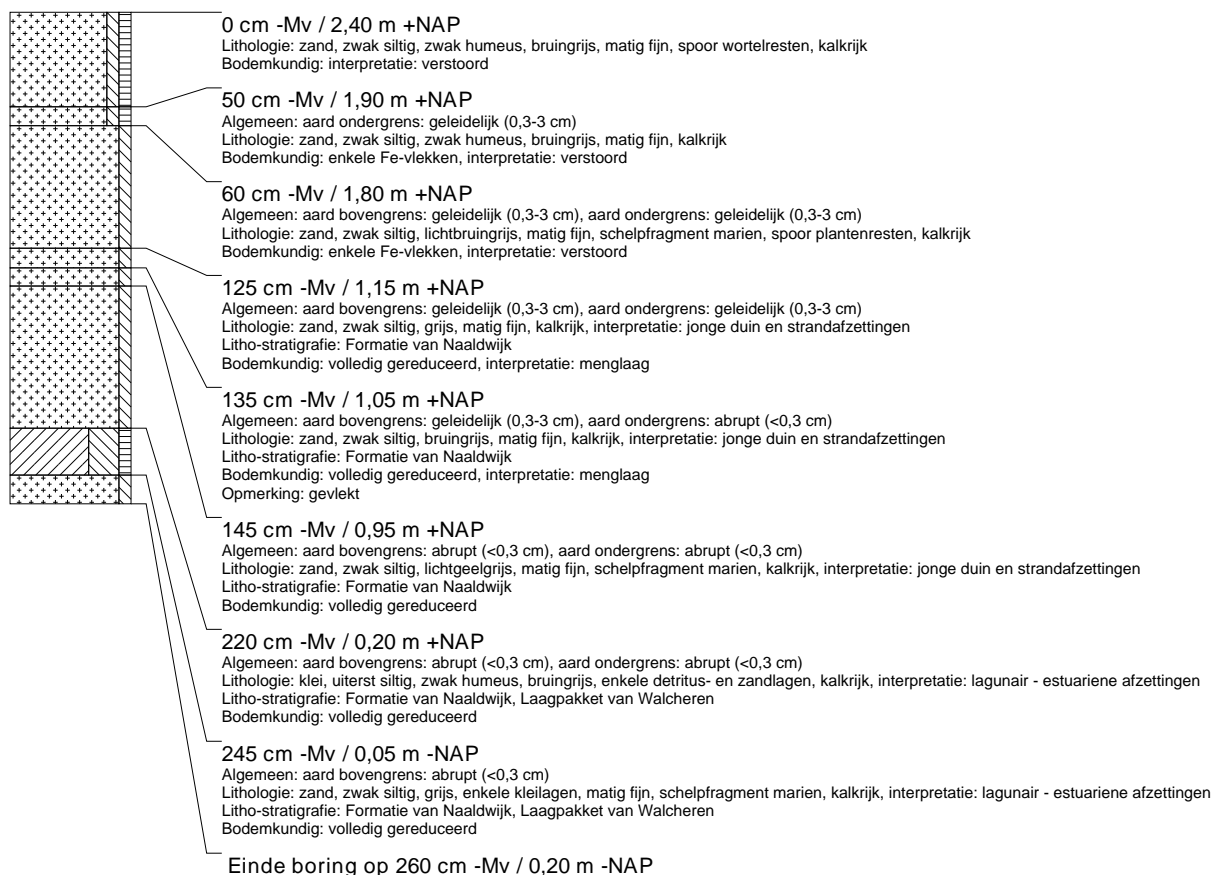 0 cm -Mv / 2,40 m +NAP
Lithologie: zand, zwak siltig, zwak humeus, bruingrijs, matig fijn, spoor wortelresten, kalkrijk
Bodemkundig: interpretatie: verstoord
50 cm -Mv / 1,90 m +NAP
Algemeen: aard ondergrens: geleidelijk (0,3-3 cm)
Lithologie: zand, zwak siltig, zwak humeus, bruingrijs, matig fijn, kalkrijk
Bodemkundig: enkele Fe-vlekken, interpretatie: verstoord
60 cm -Mv / 1,80 m +NAP
Algemeen: aard bovengrens: geleidelijk (0,3-3 cm), aard ondergrens: geleidelijk (0,3-3 cm)
Lithologie: zand, zwak siltig, lichtbruingrijs, matig fijn, schelpfragment marien, spoor plantenresten, kalkrijk
Bodemkundig: enkele Fe-vlekken, interpretatie: verstoord
125 cm -Mv / 1,15 m +NAP
Algemeen: aard bovengrens: geleidelijk (0,3-3 cm), aard ondergrens: geleidelijk (0,3-3 cm)
Lithologie: zand, zwak siltig, grijs, matig fijn, kalkrijk, interpretatie: jonge duin en strandafzettingen
Litho-stratigrafie: Formatie van Naaldwijk
Bodemkundig: volledig gereduceerd, interpretatie: menglaag
135 cm -Mv / 1,05 m +NAP
Algemeen: aard bovengrens: geleidelijk (0,3-3 cm), aard ondergrens: abrupt (<0,3 cm)
Lithologie: zand, zwak siltig, bruingrijs, matig fijn, kalkrijk, interpretatie: jonge duin en strandafzettingen
Litho-stratigrafie: Formatie van Naaldwijk
Bodemkundig: volledig gereduceerd, interpretatie: menglaag
Opmerking: gevlekt
145 cm -Mv / 0,95 m +NAP
Algemeen: aard bovengrens: abrupt (<0,3 cm), aard ondergrens: abrupt (<0,3 cm)
Lithologie: zand, zwak siltig, lichtgeelgrijs, matig fijn, schelpfragment marien, kalkrijk, interpretatie: jonge duin en strandafzettingen
Litho-stratigrafie: Formatie van Naaldwijk
Bodemkundig: volledig gereduceerd
220 cm -Mv / 0,20 m +NAP
Algemeen: aard bovengrens: abrupt (<0,3 cm), aard ondergrens: abrupt (<0,3 cm)
Lithologie: klei, uiterst siltig, zwak humeus, bruingrijs, enkele detritus- en zandlagen, kalkrijk, interpretatie: lagunair - estuariene afzettingen
Litho-stratigrafie: Formatie van Naaldwijk, Laagpakket van Walcheren
Bodemkundig: volledig gereduceerd
245 cm -Mv / 0,05 m -NAP
Algemeen: aard bovengrens: abrupt (<0,3 cm)
Lithologie: zand, zwak siltig, grijs, enkele kleilagen, matig fijn, schelpfragment marien, kalkrijk, interpretatie: lagunair - estuariene afzettingen
Litho-stratigrafie: Formatie van Naaldwijk, Laagpakket van Walcheren
Bodemkundig: volledig gereduceerd
Einde boring op 260 cm -Mv / 0,20 m -NAP